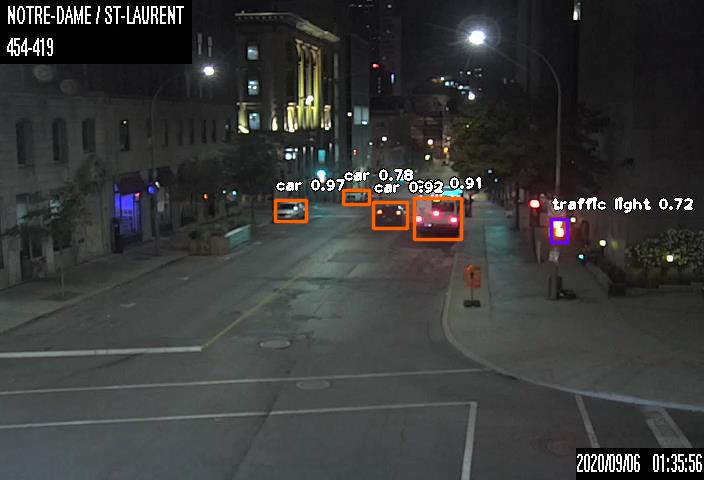 NOTRE-DAME / ST-LAURENT
454-419
car 0.97
car 0.78
car 0.92
0.91
traffic light 0.72
2020/09/06 01:35:56